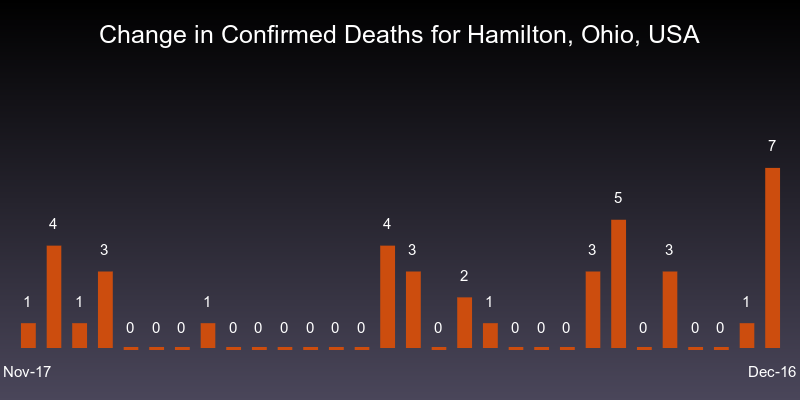 Change in Confirmed Deaths for Hamilton, Ohio, USA
7
5
4 4
3 3 3 3
2
1 1 1 1 1
0 0 0 0 0 0 0 0 0 0 0 0 0 0 0 0
Nov-17 Dec-16